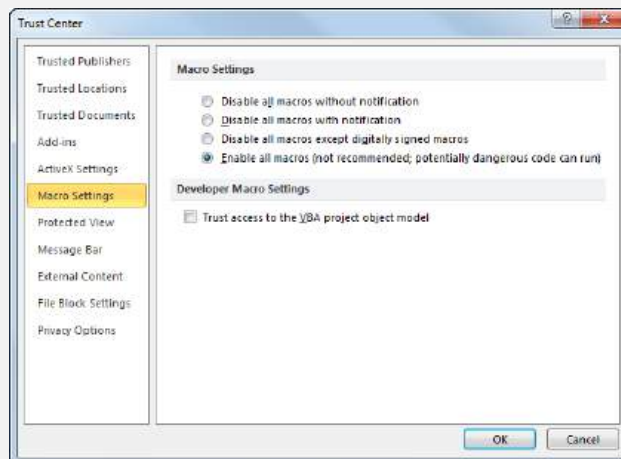 Trust Center
Trusted Publishers
Trusted Locations
Trusted Documents
Add-ins
ActiveX Settings
Macro Settings
Protected View
Message Bar
External Content
File Block Settings
Privacy Options
Macro Settings
Disable all macros without notification
Disable all macros with notification
Disable all macros except digitally signed macros
Enable all macros (not recommended; potentially dangerous code can run)
Developer Macro Settings
Trust access to the VBA project object model
OK
Cancel